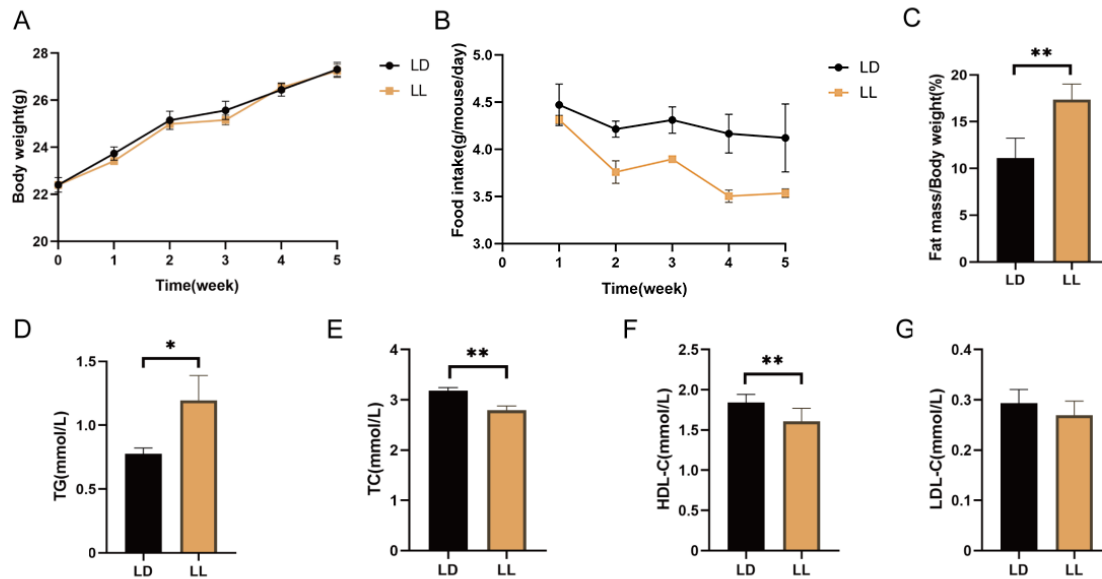 A
Body weight(g)
28
26
24
22
20
0 1 2 3 4 5
Time(week)
LD
LL
B
Food intake(g/mouse/day)
5.0
4.5
4.0
3.5
3.0
0 1 2 3 4 5
Time(week)
LD
LL
C
Fat mass/Body weight(%)
20
15
10
5
0
**
LD LL
D
TG(mmol/L)
1.5
1.0
0.5
0
*
LD LL
E
TC(mmol/L)
4
3
2
1
0
**
LD LL
F
HDL-C(mmol/L)
2.5
2.0
1.5
1.0
0.5
0
**
LD LL
G
LDL-C(mmol/L)
0.4
0.3
0.2
0.1
0
LD LL